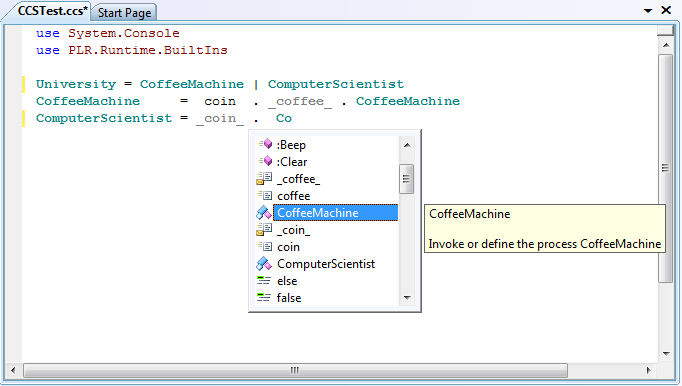 CCSTest.ccs* Start Page
use System.Console
use PLR.Runtime.BuiltIns
University = CoffeeMachine | ComputerScientist
CoffeeMachine = coin . _coffee_ . CoffeeMachine
ComputerScientist = _coin_ . Co
:Beep
:Clear
_coffee_
coffee
CoffeeMachine
_coin_
coin
ComputerScientist
else
false
CoffeeMachine
Invoke or define the process CoffeeMachine